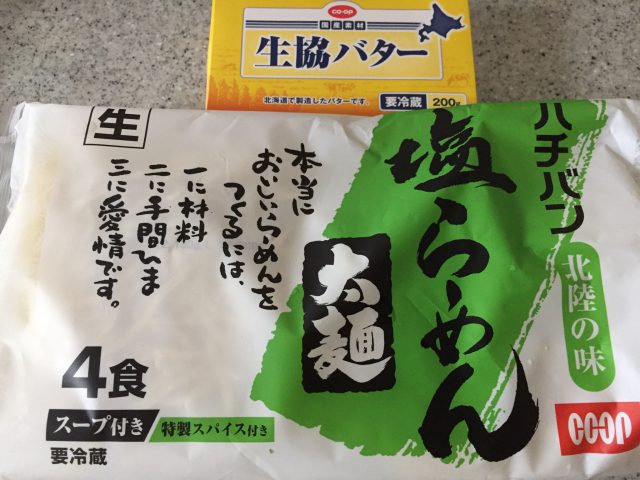 CO·OP
国産素材
生協バター
北海道で製造したバターです。
要冷蔵
200g
ハチバン
塩らーめん
北陸の味
CO·OP
太麺
生
本当に
おいしいらーめんを
つくるには、
一に材料
二に手間ひま
三に愛情です。
4食
スープ付き
特製スパイス付き
要冷蔵